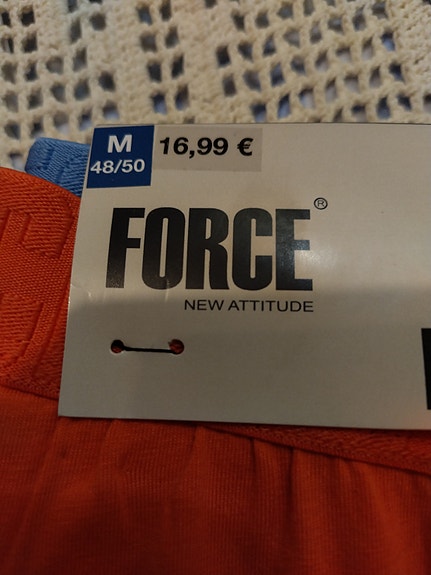 M
48/50
16,99 €
FORCE®
NEW ATTITUDE